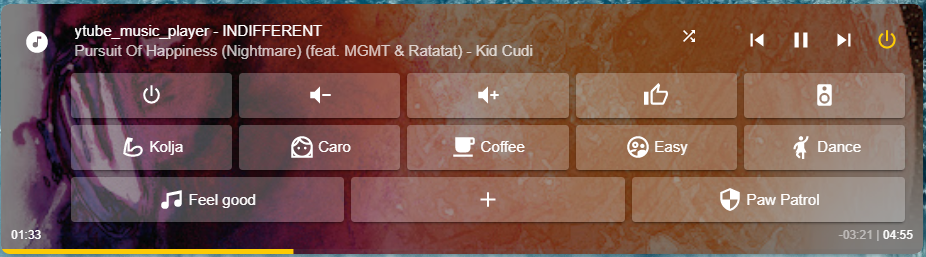 ytube_music_player - INDIFFERENT
Pursuit Of Happiness (Nightmare) (feat. MGMT & Ratatat) - Kid Cudi
Kolja
Caro
Coffee
Easy
Dance
Feel good
Paw Patrol
01:33
-03:21 | 04:55